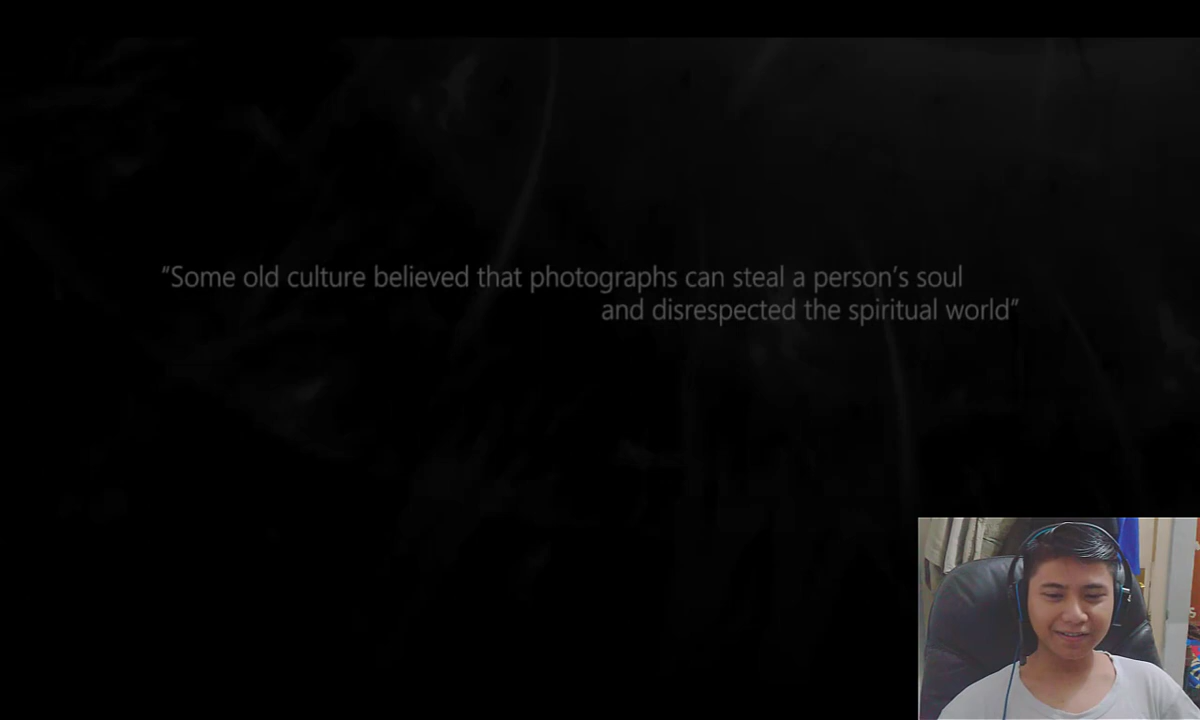 “Some old culture believed that photographs can steal a person’s soul
and disrespected the spiritual world”